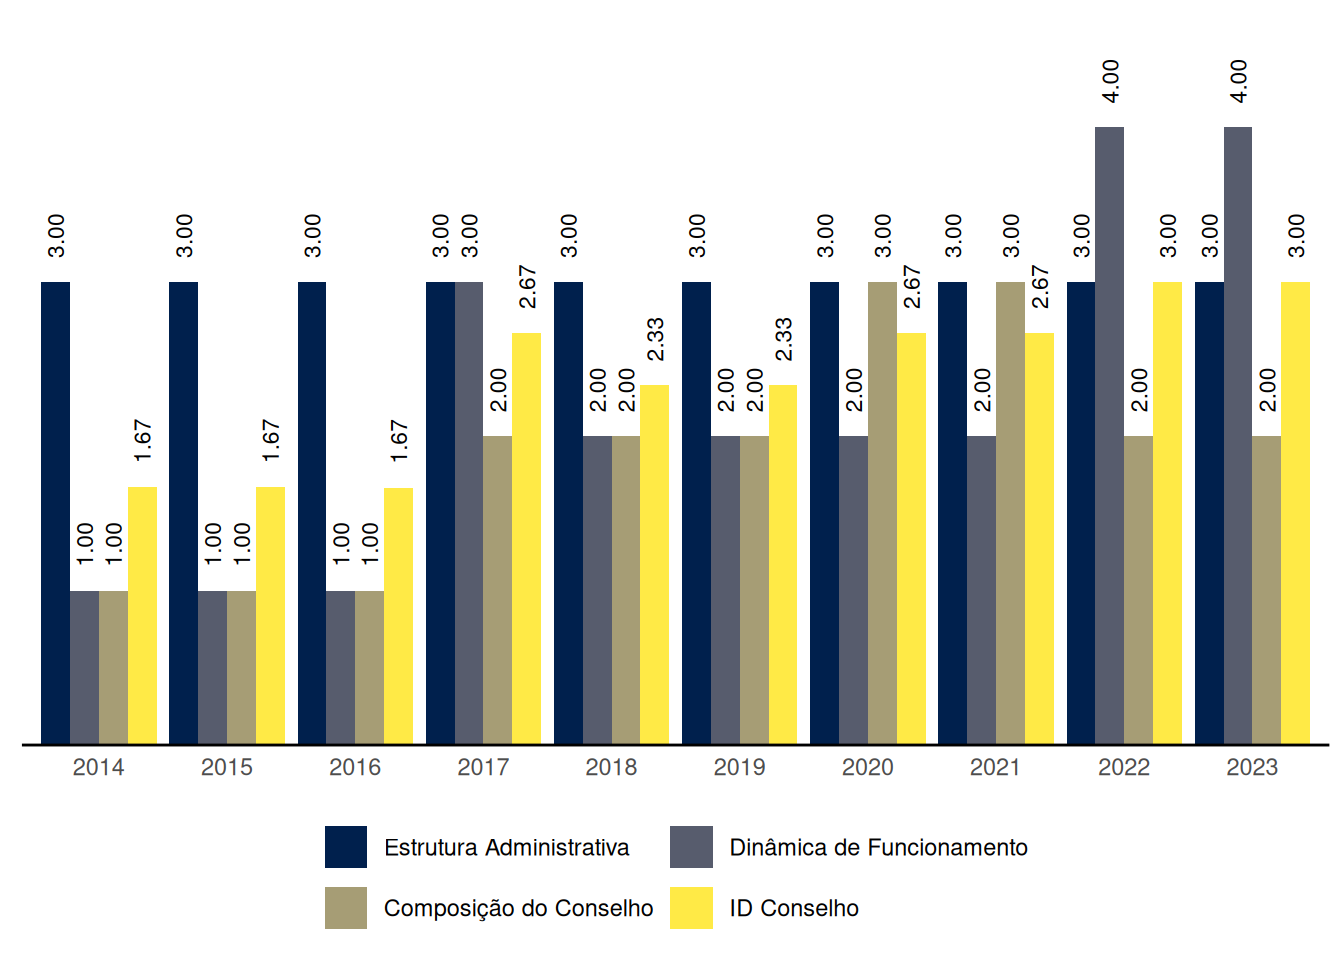 4.00 4.00
3.00 3.00 3.00 3.00 3.00 3.00 3.00 3.00 3.00 3.00 3.00 3.00 3.00 3.00 3.00
2.67 2.67 2.67
2.33 2.33
2.00 2.00 2.00 2.00 2.00 2.00 2.00 2.00 2.00
1.67 1.67 1.67
1.00 1.00 1.00 1.00 1.00 1.00
2014 2015 2016 2017 2018 2019 2020 2021 2022 2023
Estrutura Administrativa Dinâmica de Funcionamento
Composição do Conselho ID Conselho